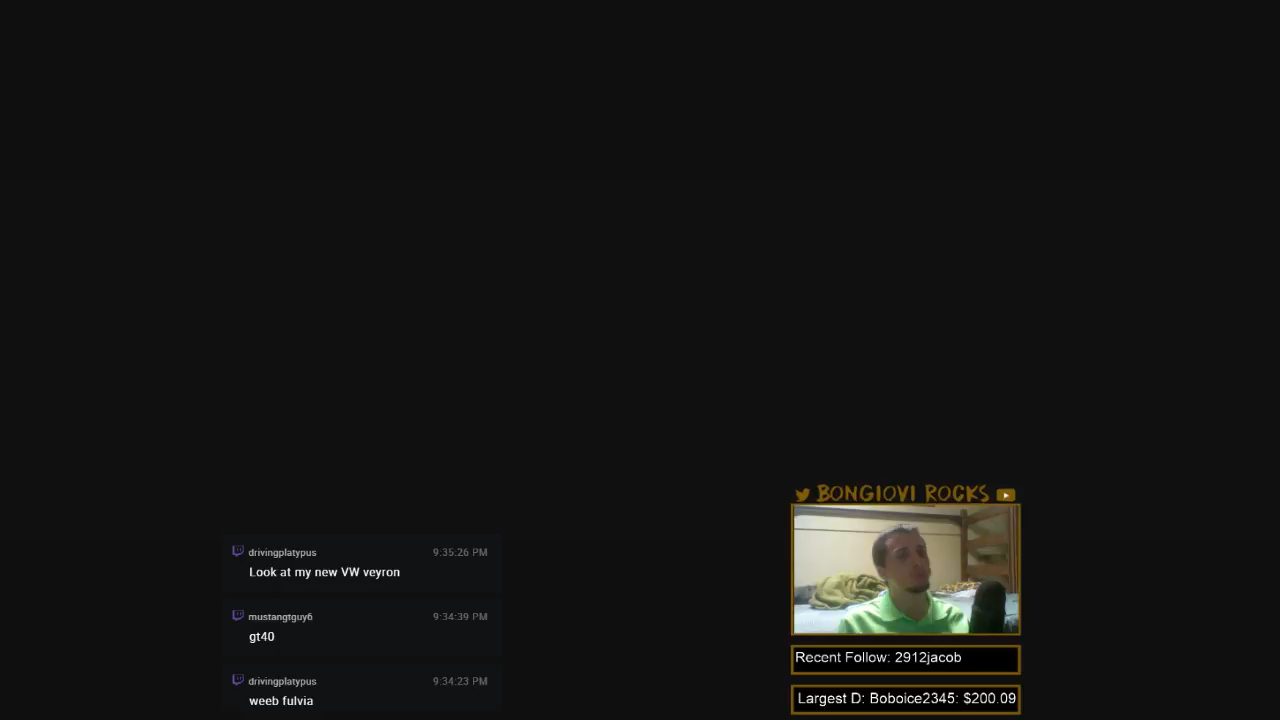 BONGIOVI ROCKS
drivingplatypus 9:35:26 PM
Look at my new VW veyron
mustangtguy6 9:34:39 PM
gt40
drivingplatypus 9:34:23 PM
weeb fulvia
Recent Follow: 2912jacob
Largest D: Boboice2345: $200.09